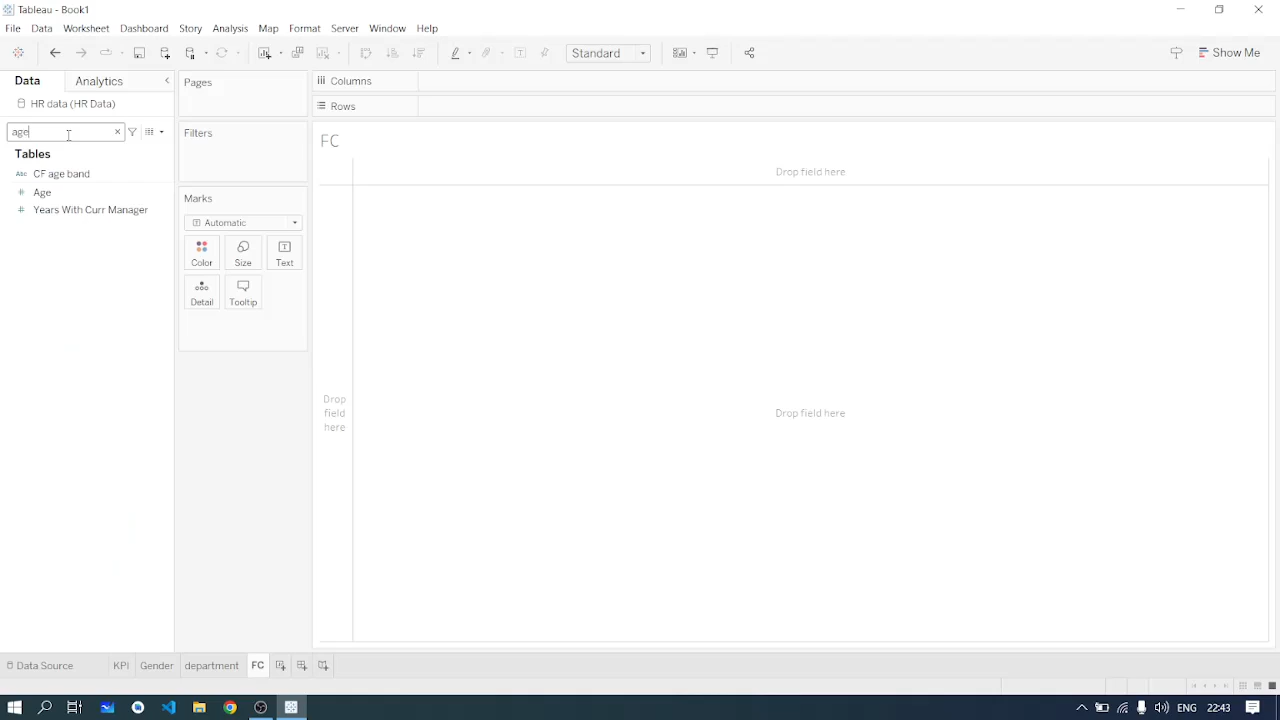 Tableau - Book1
File Data Worksheet Dashboard Story Analysis Map Format Server Window Help
Standard
Show Me
Data Analytics
HR data (HR Data)
age
Tables
Abc CF age band
# Age
# Years With Curr Manager
Pages
Filters
Marks
Automatic
Color Size Text
Detail Tooltip
Columns
Rows
FC
Drop field here
Drop
field
here
Drop field here
Data Source KPI Gender department FC
ENG 22:43